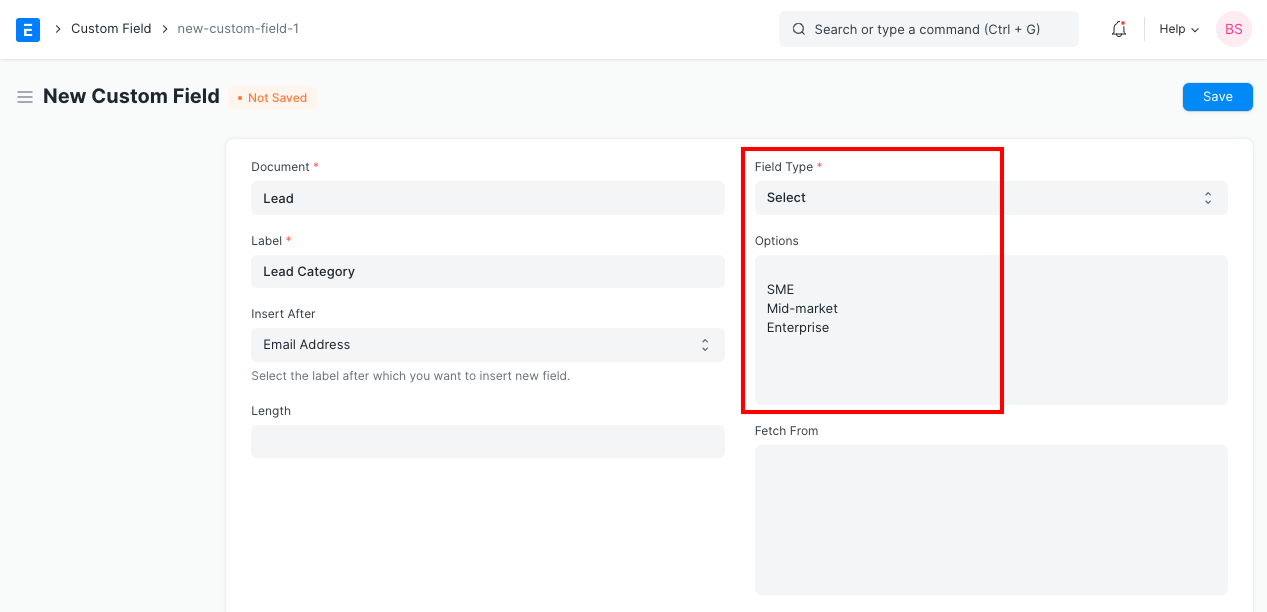 E
Custom Field
new-custom-field-1
Search or type a command (Ctrl + G)
Help
BS
New Custom Field
• Not Saved
Save
Document *
Lead
Label *
Lead Category
Insert After
Email Address
Select the label after which you want to insert new field.
Length
Field Type *
Select
Options
SME
Mid-market
Enterprise
Fetch From